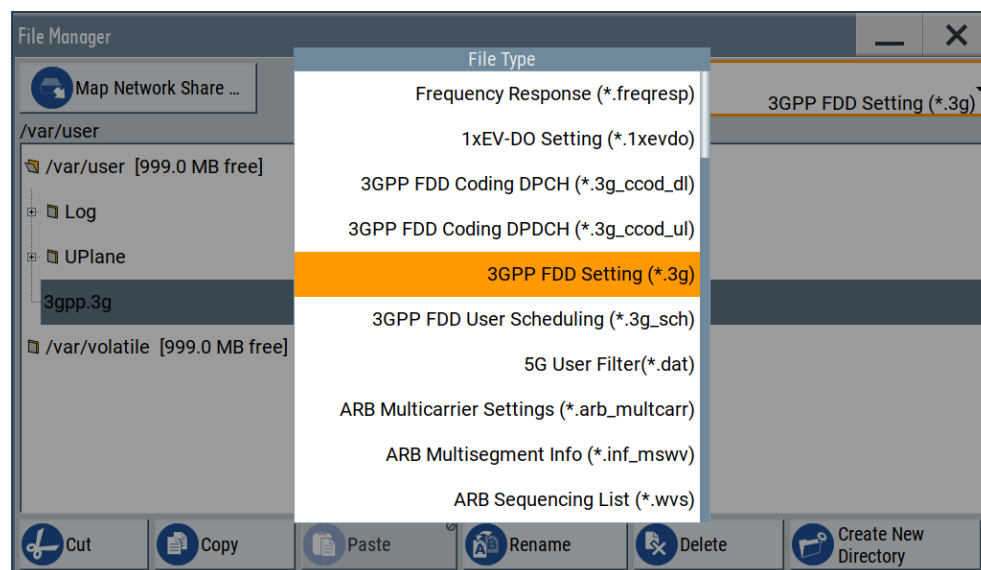 File Manager
File Type
Map Network Share ...
3GPP FDD Setting (*.3g)
/var/user
/var/user [999.0 MB free]
Log
UPlane
3gpp.3g
/var/volatile [999.0 MB free]
Frequency Response (*.freqresp)
1xEV-DO Setting (*.1xevdo)
3GPP FDD Coding DPCH (*.3g_ccod_dl)
3GPP FDD Coding DPDCH (*.3g_ccod_ul)
3GPP FDD Setting (*.3g)
3GPP FDD User Scheduling (*.3g_sch)
5G User Filter(*.dat)
ARB Multicarrier Settings (*.arb_multcarr)
ARB Multisegment Info (*.inf_mswv)
ARB Sequencing List (*.wvs)
Cut
Copy
Paste
A B
Rename
Delete
Create New
Directory